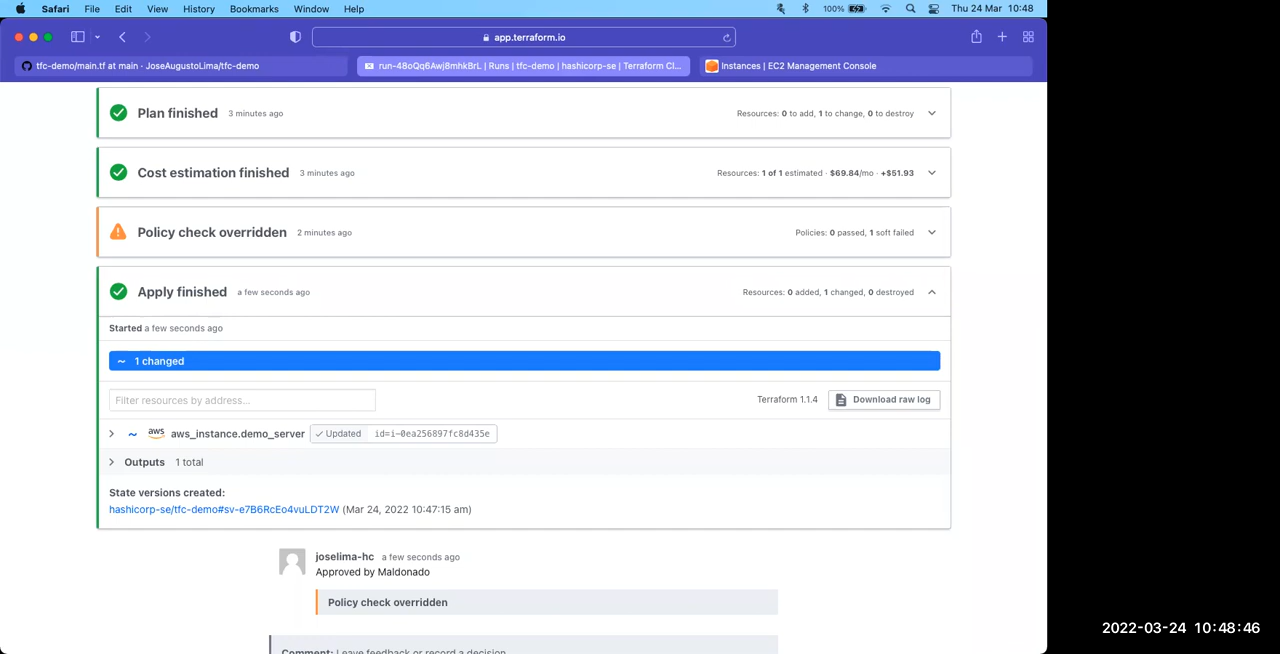 Safari File Edit View History Bookmarks Window Help 100% Thu 24 Mar 10:48
app.terraform.io
tfc-demo/main.tf at main · JoseAugustoLima/tfc-demo
run-48oQq6Awj8mhkBrL | Runs | tfc-demo | hashicorp-se | Terraform Cl...
Instances | EC2 Management Console
Plan finished 3 minutes ago Resources: 0 to add, 1 to change, 0 to destroy
Cost estimation finished 3 minutes ago Resources: 1 of 1 estimated · $69.84/mo · +$51.93
Policy check overridden 2 minutes ago Policies: 0 passed, 1 soft failed
Apply finished a few seconds ago Resources: 0 added, 1 changed, 0 destroyed
Started a few seconds ago
~ 1 changed
Filter resources by address... Terraform 1.1.4 Download raw log
~ aws aws_instance.demo_server Updated id=i-0ea256897fc8d435e
Outputs 1 total
State versions created:
hashicorp-se/tfc-demo#sv-e7B6RcEo4vuLDT2W (Mar 24, 2022 10:47:15 am)
joselima-hc a few seconds ago
Approved by Maldonado
Policy check overridden
Comment: Leave feedback or record a decision.
2022-03-24 10:48:46